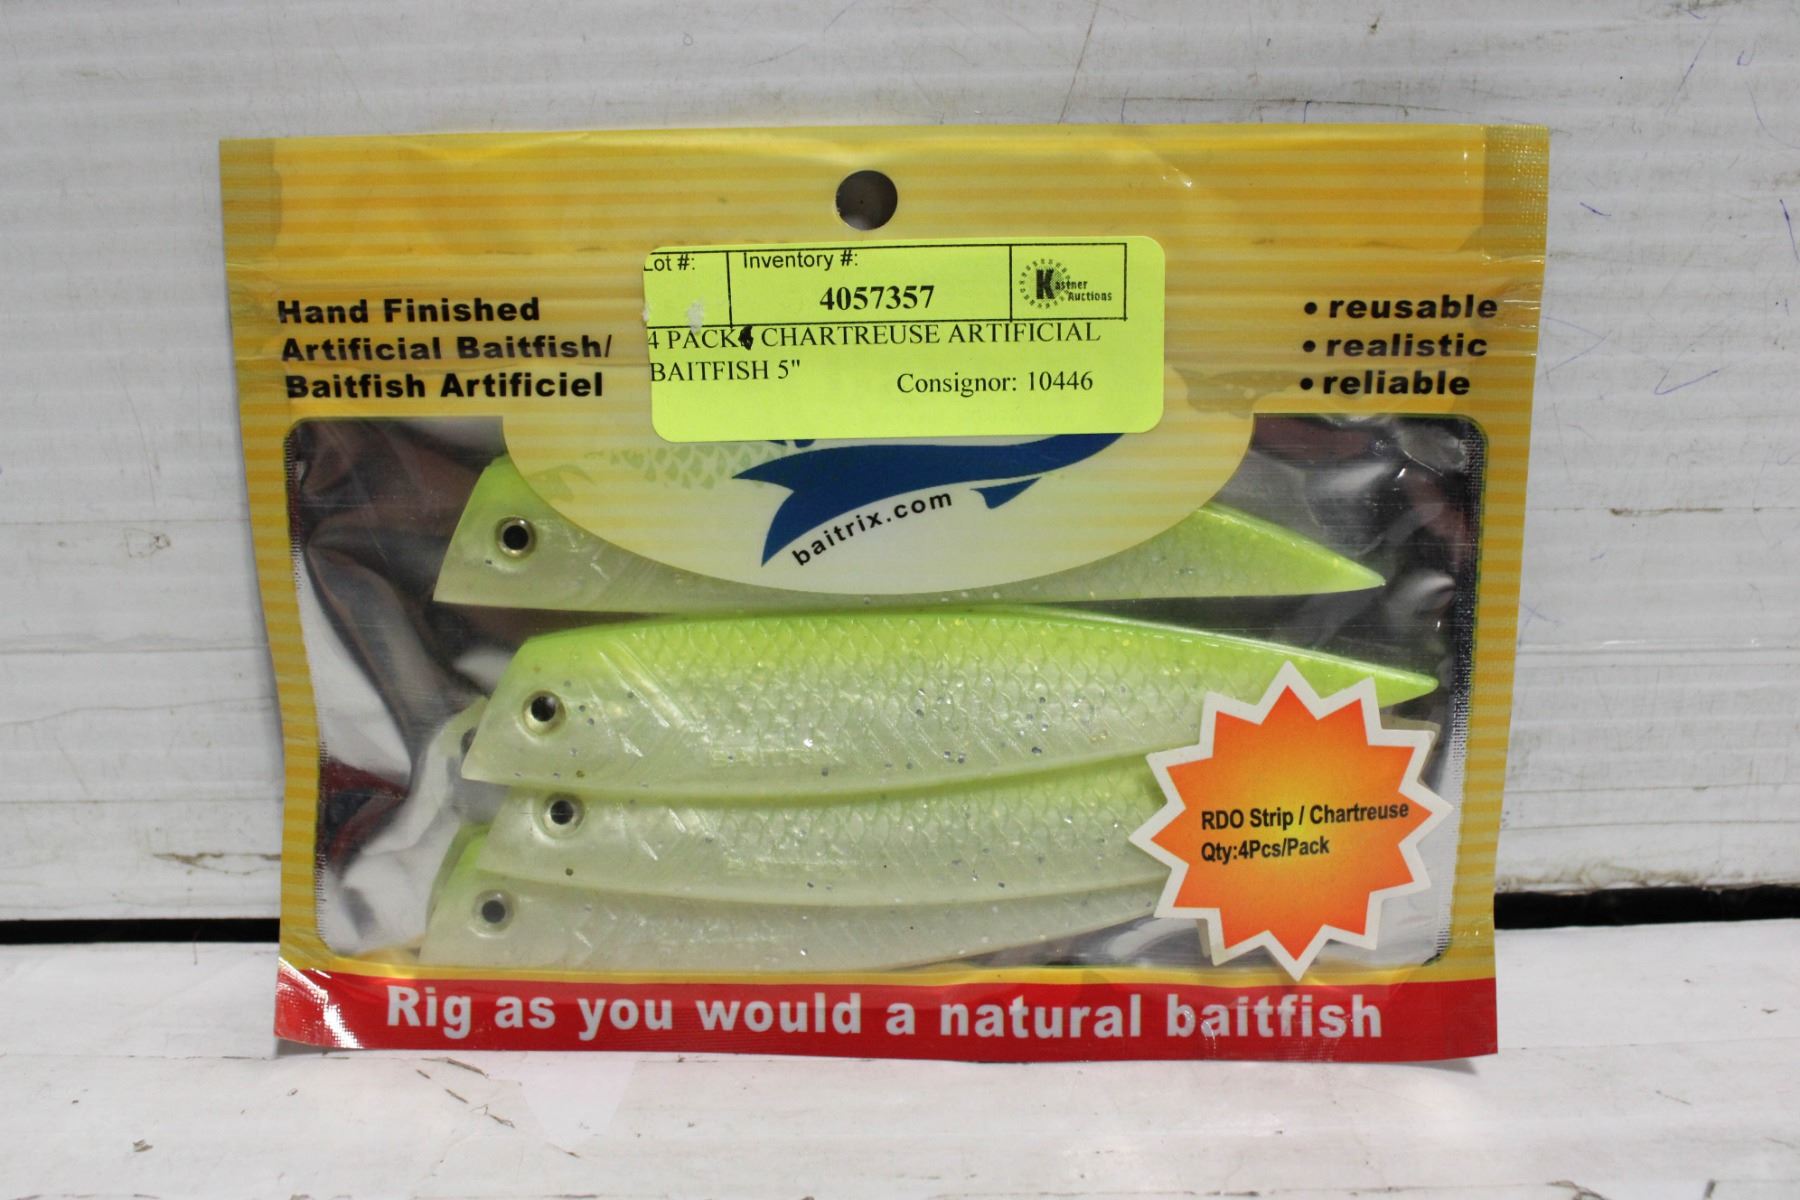 Lot #:
Inventory #:
4057357
Kastner
Auctions
4 PACK CHARTREUSE ARTIFICIAL
BAITFISH 5"
Consignor: 10446
Hand Finished
Artificial Baitfish/
Baitfish Artificiel
• reusable
• realistic
• reliable
baitrix.com
RDO Strip / Chartreuse
Qty:4Pcs/Pack
Rig as you would a natural baitfish